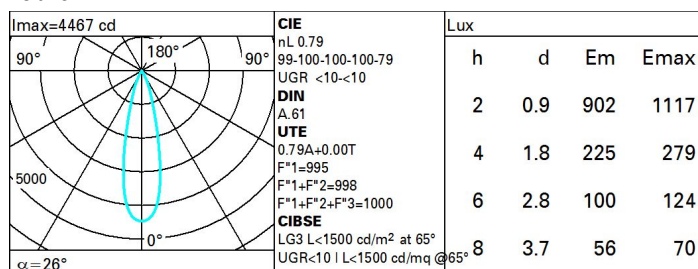 Imax=4467 cd
90°
180°
90°
5000
0°
α=26°
CIE
nL 0.79
99-100-100-100-79
UGR <10-<10
DIN
A.61
UTE
0.79A+0.00T
F"1=995
F"1+F"2=998
F"1+F"2+F"3=1000
CIBSE
LG3 L<1500 cd/m² at 65°
UGR<10 | L<1500 cd/mq @65°
Lux
h d Em Emax
2 0.9 902 1117
4 1.8 225 279
6 2.8 100 124
8 3.7 56 70